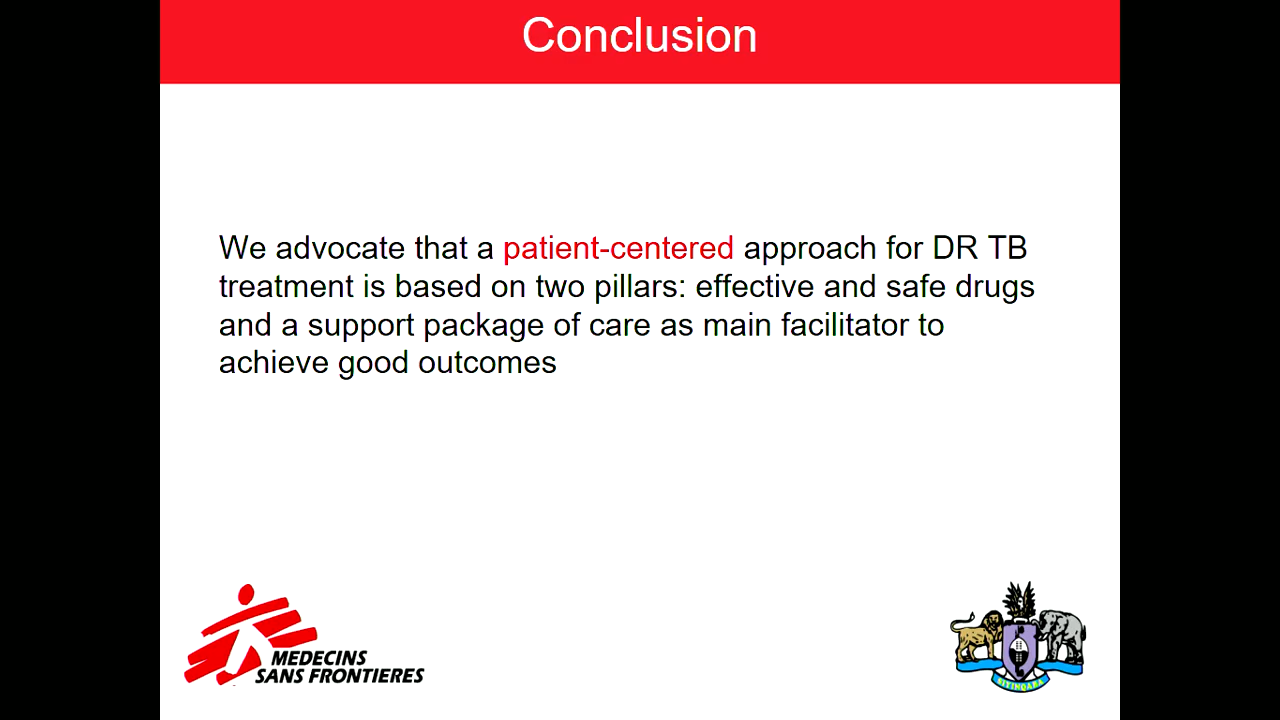 Conclusion
We advocate that a patient-centered approach for DR TB
treatment is based on two pillars: effective and safe drugs
and a support package of care as main facilitator to
achieve good outcomes
MEDECINS
SANS FRONTIERES
SIYINQABA